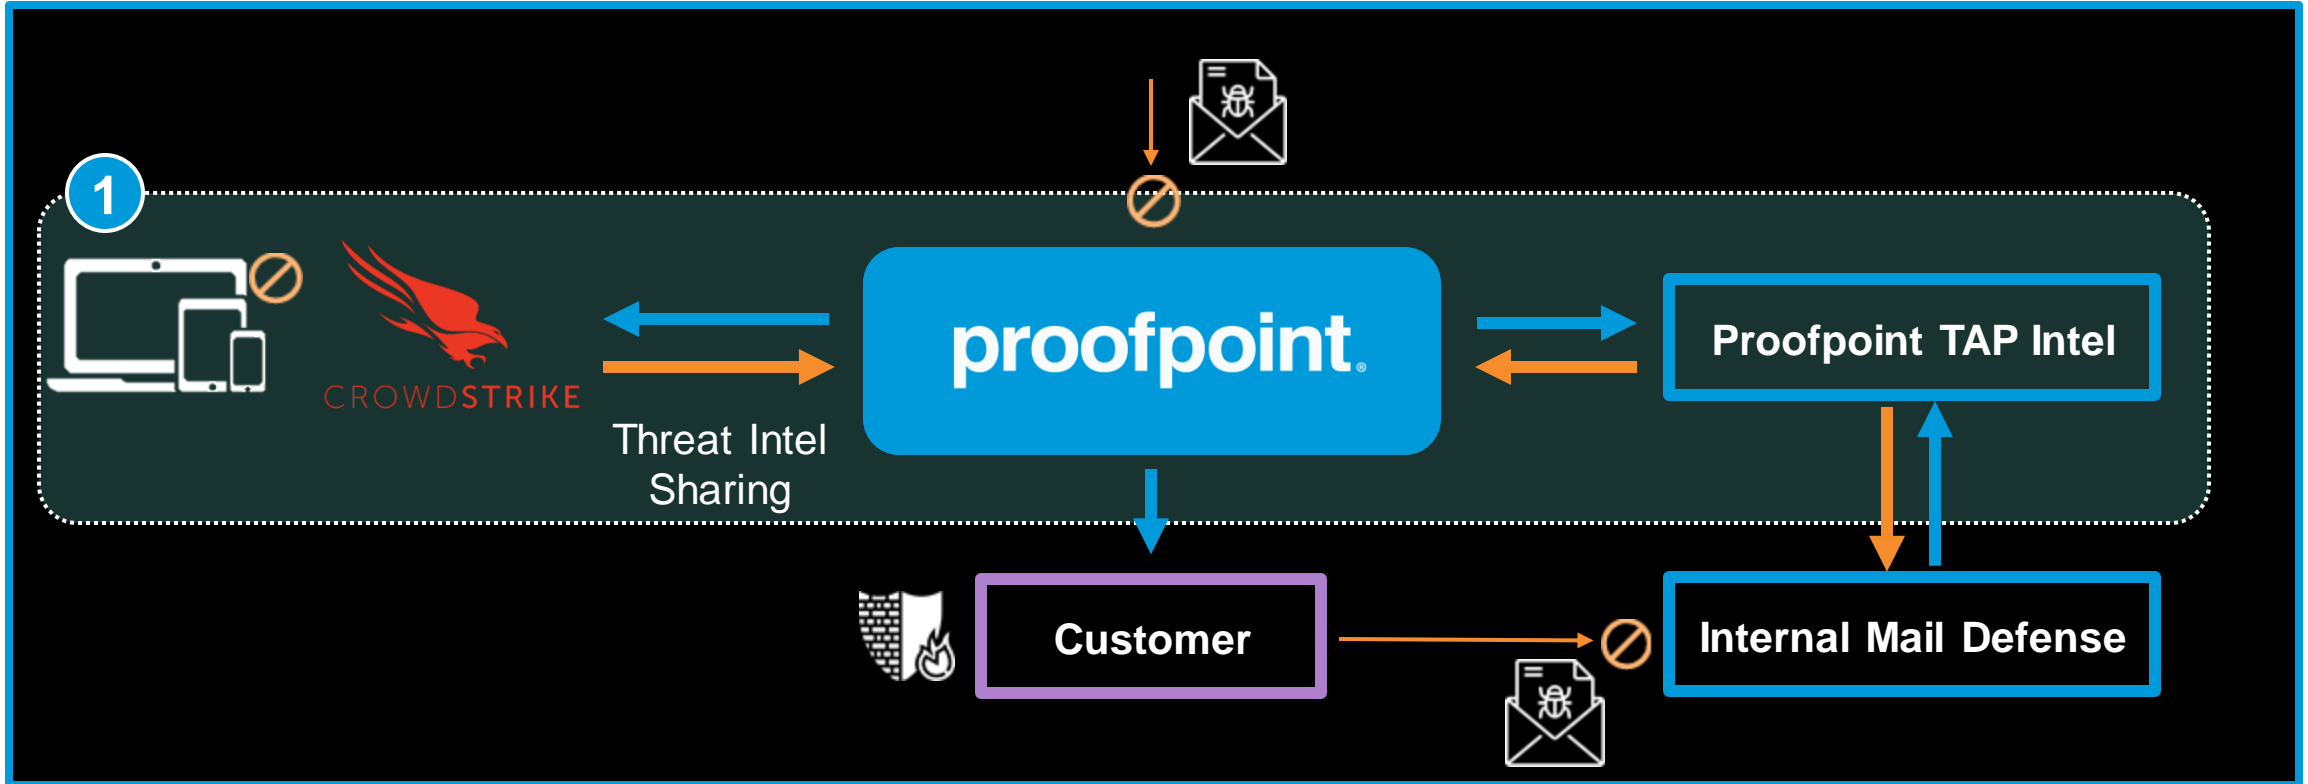 1
proofpoint®
Proofpoint TAP Intel
CROWDSTRIKE
Threat Intel
Sharing
Customer
Internal Mail Defense